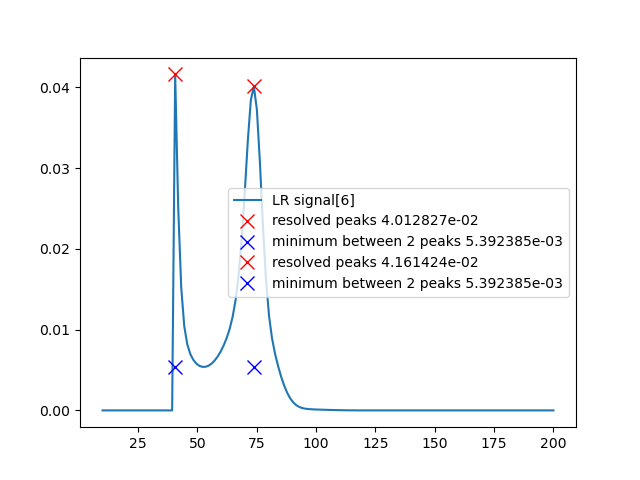 0.04
0.03
0.02
0.01
0.00
LR signal[6]
resolved peaks 4.012827e-02
minimum between 2 peaks 5.392385e-03
resolved peaks 4.161424e-02
minimum between 2 peaks 5.392385e-03
25 50 75 100 125 150 175 200